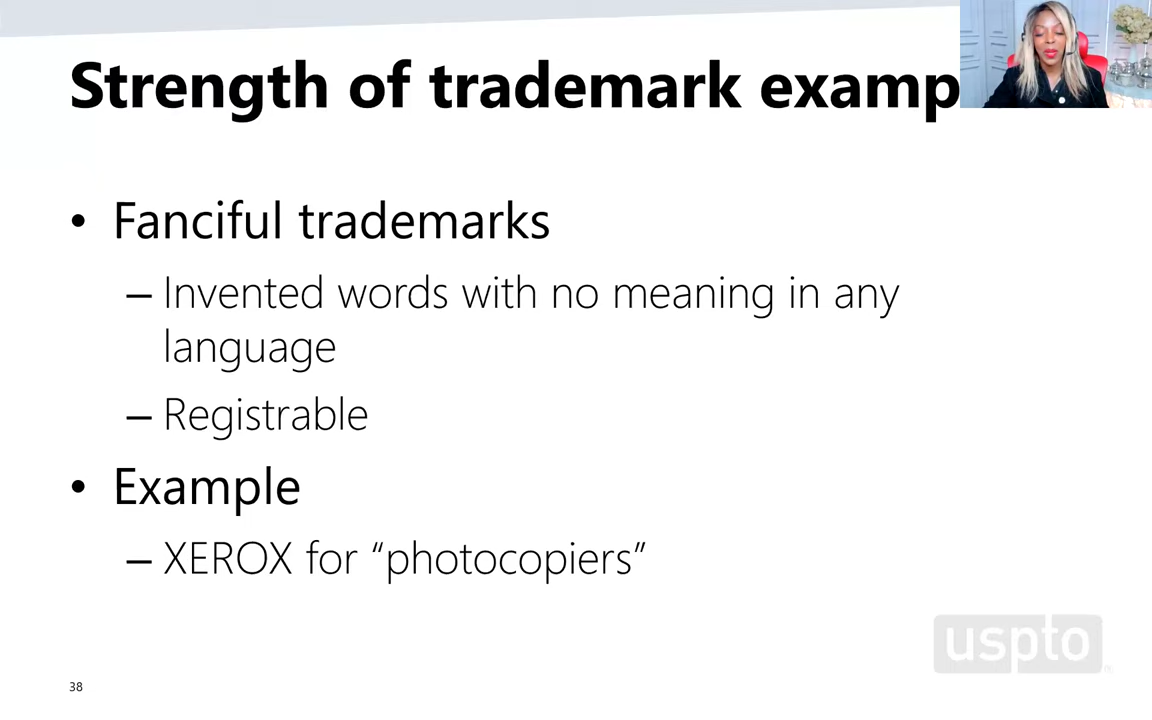 Strength of trademark examp
• Fanciful trademarks
– Invented words with no meaning in any
language
– Registrable
• Example
– XEROX for “photocopiers”
uspto
38